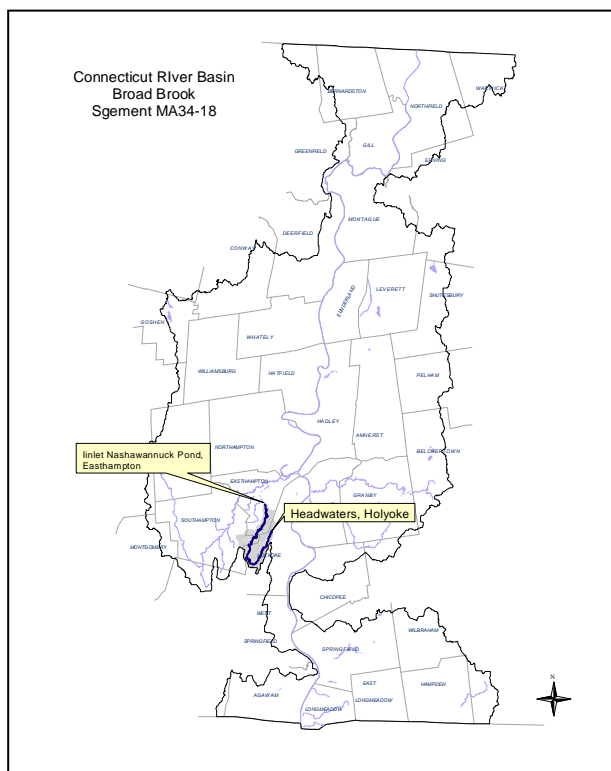 Connecticut RIver Basin
Broad Brook
Sgement MA34-18
BERNARDSTON
WARWICK
NORTHFIELD
GILL
GREENFIELD
ERVING
MONTAGUE
DEERFIELD
CONWAY
LEVERETT
SHUTESBURY
SUNDERLAND
GOSHEN
WHATELY
WILLIAMSBURG
HATFIELD
PELHAM
HADLEY
AMHERST
NORTHAMPTON
BELCHERTOWN
Iinlet Nashawannuck Pond,
Easthampton
EASTHAMPTON
GRANBY
Headwaters, Holyoke
SOUTHAMPTON
MONTGOMERY
HOLYOKE
CHICOPEE
WEST
SPRINGFIELD
SPRINGFIELD
WILBRAHAM
EAST
LONGMEADOW
HAMPDEN
AGAWAM
LONGMEADOW
N